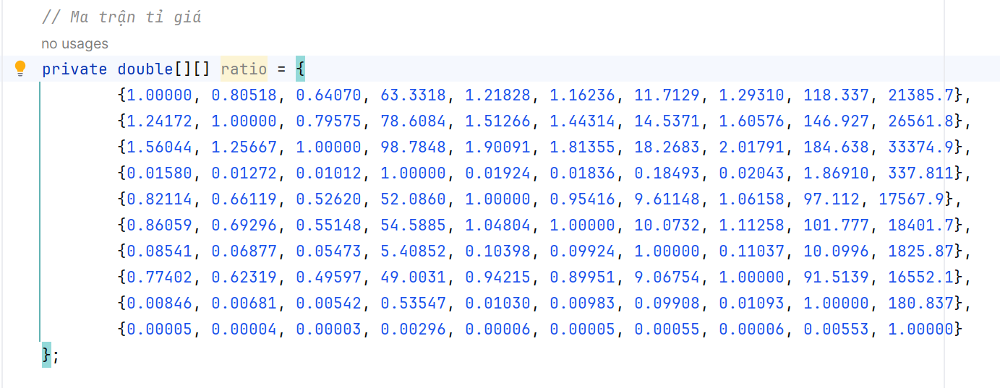 // Ma trận tỉ giá
no usages
private double[][] ratio = {
{1.00000, 0.80518, 0.64070, 63.3318, 1.21828, 1.16236, 11.7129, 1.29310, 118.337, 21385.7},
{1.24172, 1.00000, 0.79575, 78.6084, 1.51266, 1.44314, 14.5371, 1.60576, 146.927, 26561.8},
{1.56044, 1.25667, 1.00000, 98.7848, 1.90091, 1.81355, 18.2683, 2.01791, 184.638, 33374.9},
{0.01580, 0.01272, 0.01012, 1.00000, 0.01924, 0.01836, 0.18493, 0.02043, 1.86910, 337.811},
{0.82114, 0.66119, 0.52620, 52.0860, 1.00000, 0.95416, 9.61148, 1.06158, 97.112, 17567.9},
{0.86059, 0.69296, 0.55148, 54.5885, 1.04804, 1.00000, 10.0732, 1.11258, 101.777, 18401.7},
{0.08541, 0.06877, 0.05473, 5.40852, 0.10398, 0.09924, 1.00000, 0.11037, 10.0996, 1825.87},
{0.77402, 0.62319, 0.49597, 49.0031, 0.94215, 0.89951, 9.06754, 1.00000, 91.5139, 16552.1},
{0.00846, 0.00681, 0.00542, 0.53547, 0.01030, 0.00983, 0.09908, 0.01093, 1.00000, 180.837},
{0.00005, 0.00004, 0.00003, 0.00296, 0.00006, 0.00005, 0.00055, 0.00006, 0.00553, 1.00000}
};